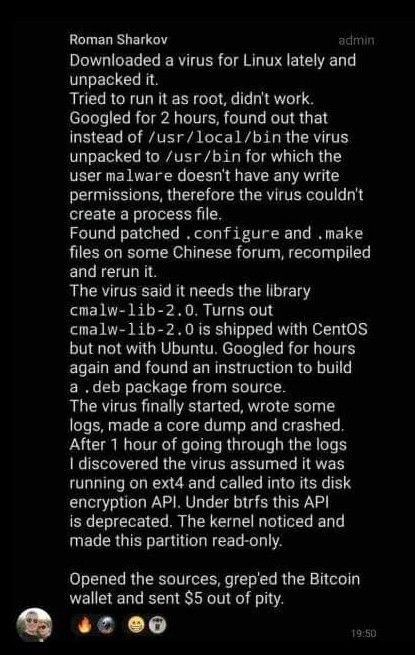 Roman Sharkov admin
Downloaded a virus for Linux lately and
unpacked it.
Tried to run it as root, didn't work.
Googled for 2 hours, found out that
instead of /usr/local/bin the virus
unpacked to /usr/bin for which the
user malware doesn't have any write
permissions, therefore the virus couldn't
create a process file.
Found patched .configure and .make
files on some Chinese forum, recompiled
and rerun it.
The virus said it needs the library
cmalw-lib-2.0. Turns out
cmalw-lib-2.0 is shipped with CentOS
but not with Ubuntu. Googled for hours
again and found an instruction to build
a .deb package from source.
The virus finally started, wrote some
logs, made a core dump and crashed.
After 1 hour of going through the logs
I discovered the virus assumed it was
running on ext4 and called into its disk
encryption API. Under btrfs this API
is deprecated. The kernel noticed and
made this partition read-only.
Opened the sources, grep'ed the Bitcoin
wallet and sent $5 out of pity.
19:50